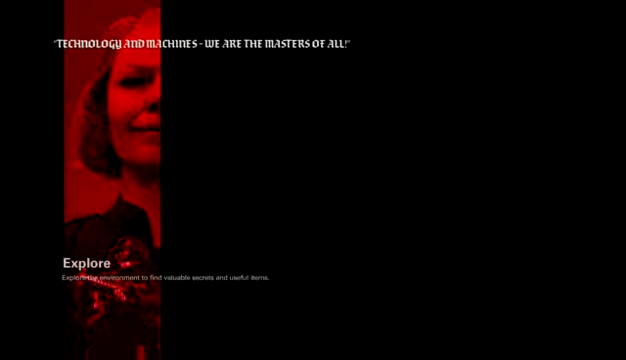 "TECHNOLOGY AND MACHINES - WE ARE THE MASTERS OF ALL!"
Explore
Explore the environment to find valuable secrets and useful items.